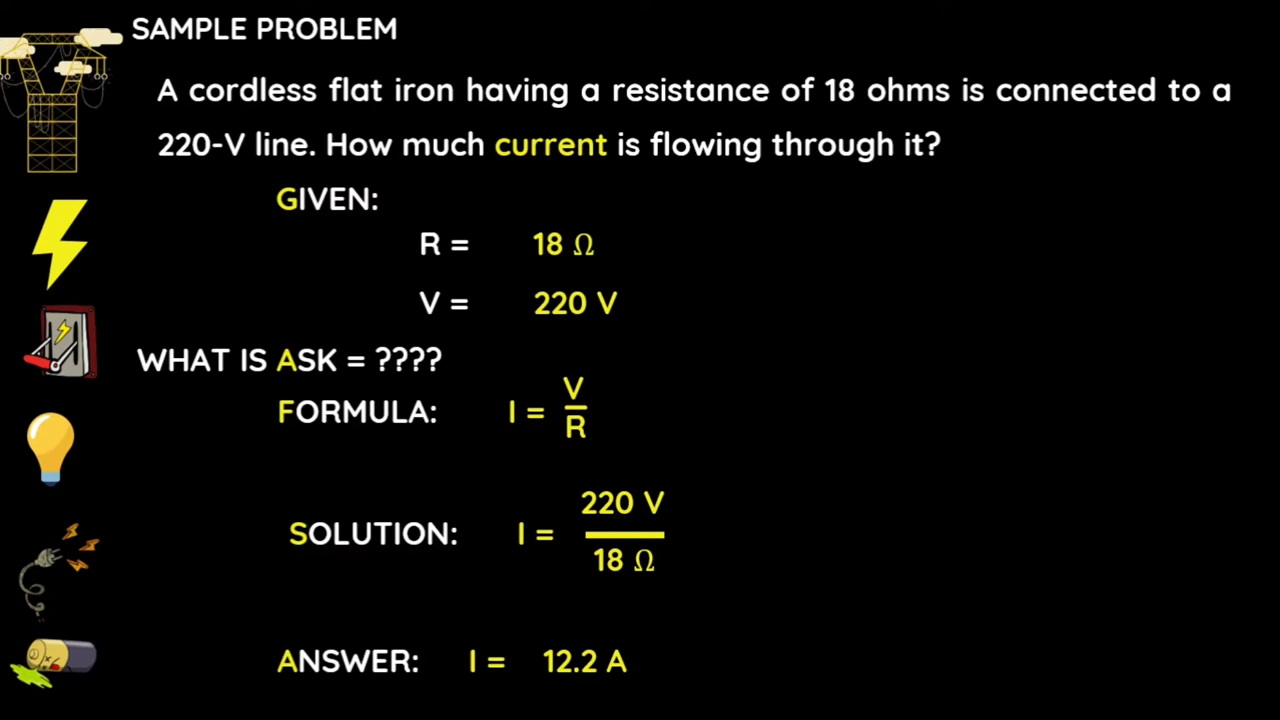 SAMPLE PROBLEM
A cordless flat iron having a resistance of 18 ohms is connected to a
220-V line. How much current is flowing through it?
GIVEN:
R = 18 Ω
V = 220 V
WHAT IS ASK = ????
FORMULA: I = V
R
SOLUTION: I = 220 V
18 Ω
ANSWER: I = 12.2 A